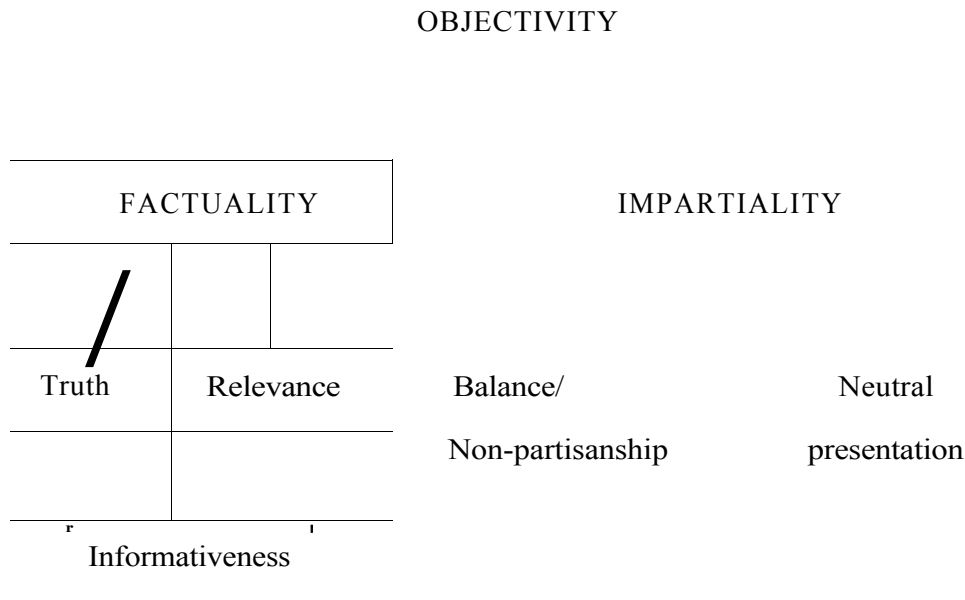 OBJECTIVITY
FACTUALITY
IMPARTIALITY
Truth
Relevance
Balance/
Non-partisanship
Neutral
presentation
Informativeness